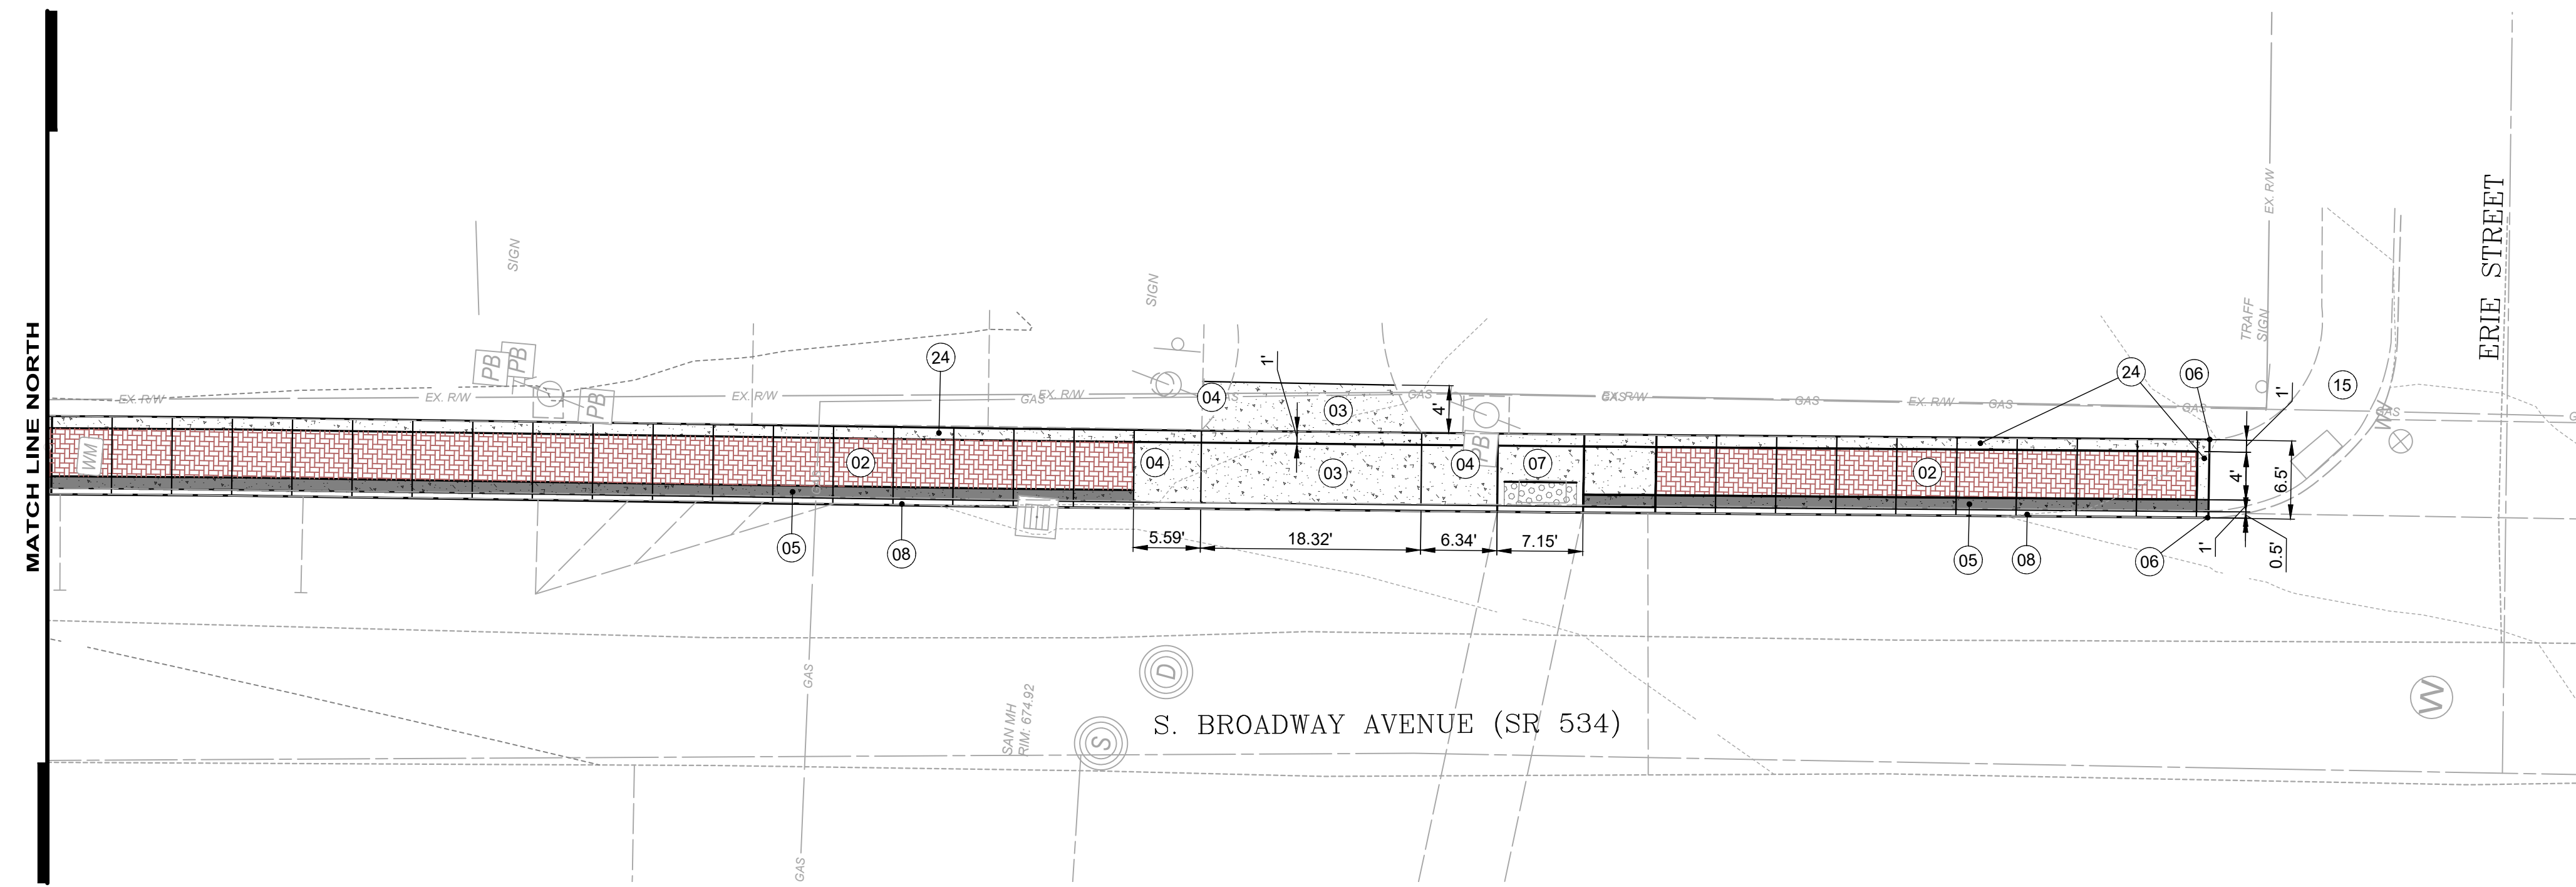 MATCH LINE NORTH
SIGN
SIGN
EX. R/W
ERIE STREET
TRAFF
SIGN
PB
PB
PB
24
1'
24
06
1'
15
EX. R/W
EX. R/W
EX. R/W
GAS
EX. R/W
04
03
GAS
4'
GAS
EX. R/W
GAS
GAS
GAS
W
WM
02
04
03
04
PB
07
02
4'
6.5'
05
08
5.59'
18.32'
6.34'
7.15'
05
08
06
1'
0.5'
GAS
D
S
SAN MH
RIM: 674.92
S. BROADWAY AVENUE (SR 534)
W
GAS